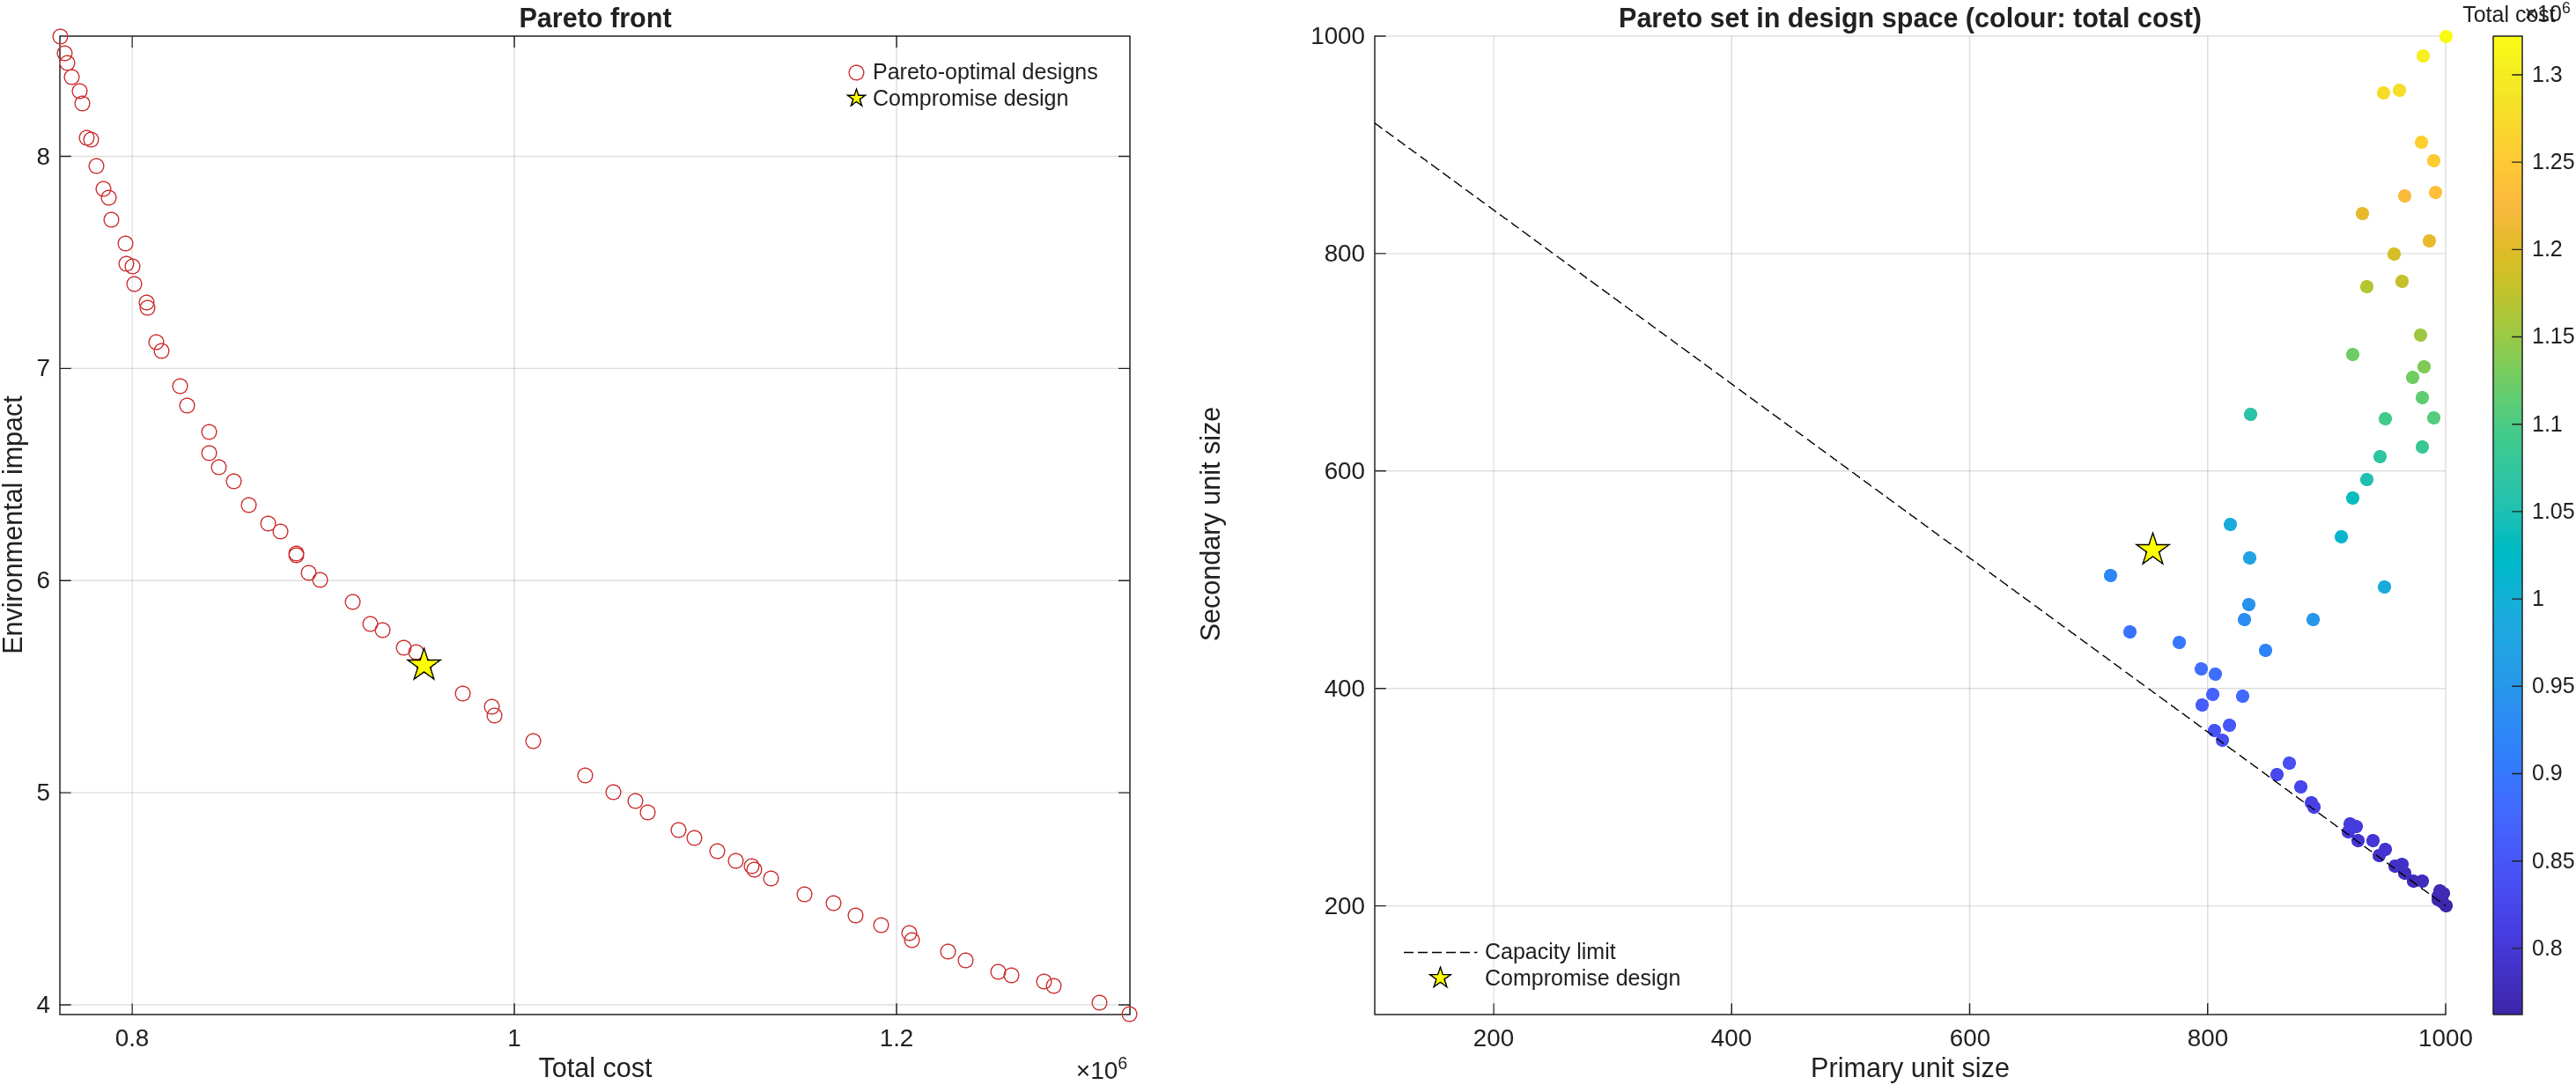 Pareto front
Pareto-optimal designs
Compromise design
8
7
6
5
4
Environmental impact
0.8
1
1.2
×10⁶
Total cost
Pareto set in design space (colour: total cost)
1000
800
600
400
200
Secondary unit size
Capacity limit
Compromise design
200
400
600
800
1000
Primary unit size
Total cost
×10⁶
1.3
1.25
1.2
1.15
1.1
1.05
1
0.95
0.9
0.85
0.8